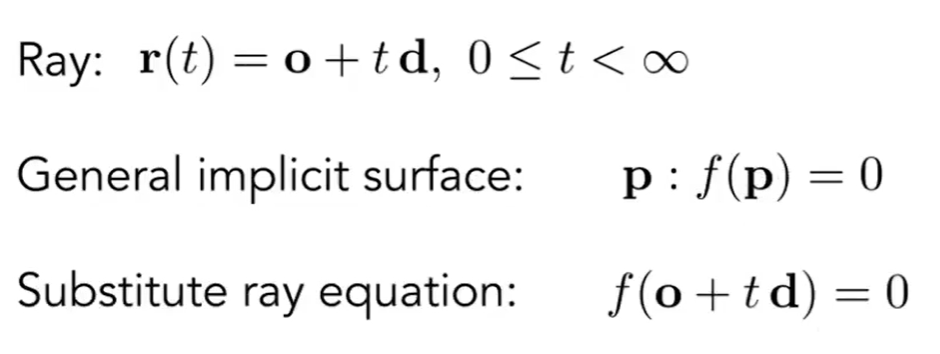 Ray: r(t) = o + t d, 0 ≤ t < ∞
General implicit surface: p : f(p) = 0
Substitute ray equation: f(o + t d) = 0